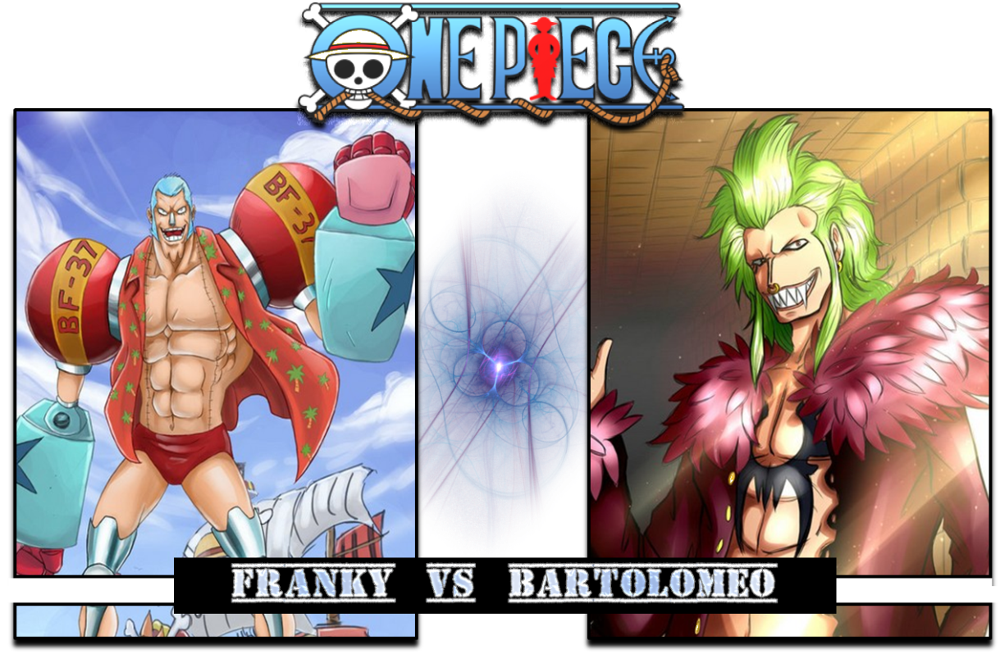 ONE PIECE
BF-37
BF-37
FRANKY VS BARTOLOMEO